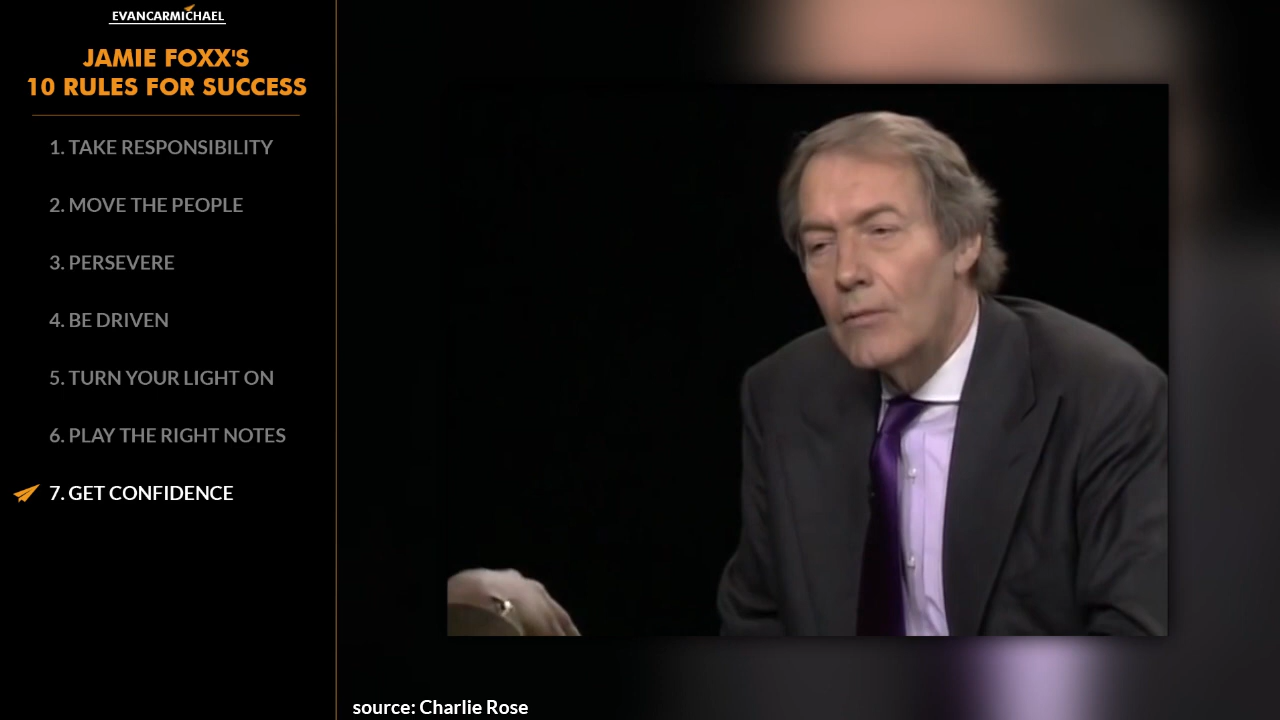 EVANCARMICHAEL
JAMIE FOXX'S
10 RULES FOR SUCCESS
1. TAKE RESPONSIBILITY
2. MOVE THE PEOPLE
3. PERSEVERE
4. BE DRIVEN
5. TURN YOUR LIGHT ON
6. PLAY THE RIGHT NOTES
7. GET CONFIDENCE
source: Charlie Rose